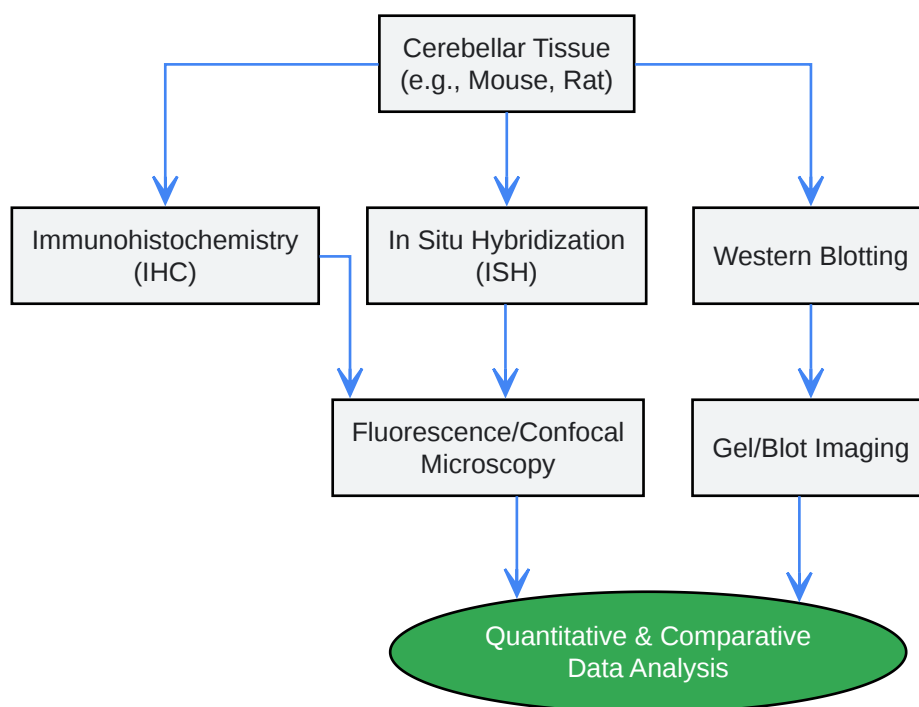 Cerebellar Tissue
(e.g., Mouse, Rat)
Immunohistochemistry
(IHC)
In Situ Hybridization
(ISH)
Western Blotting
Fluorescence/Confocal
Microscopy
Gel/Blot Imaging
Quantitative & Comparative
Data Analysis